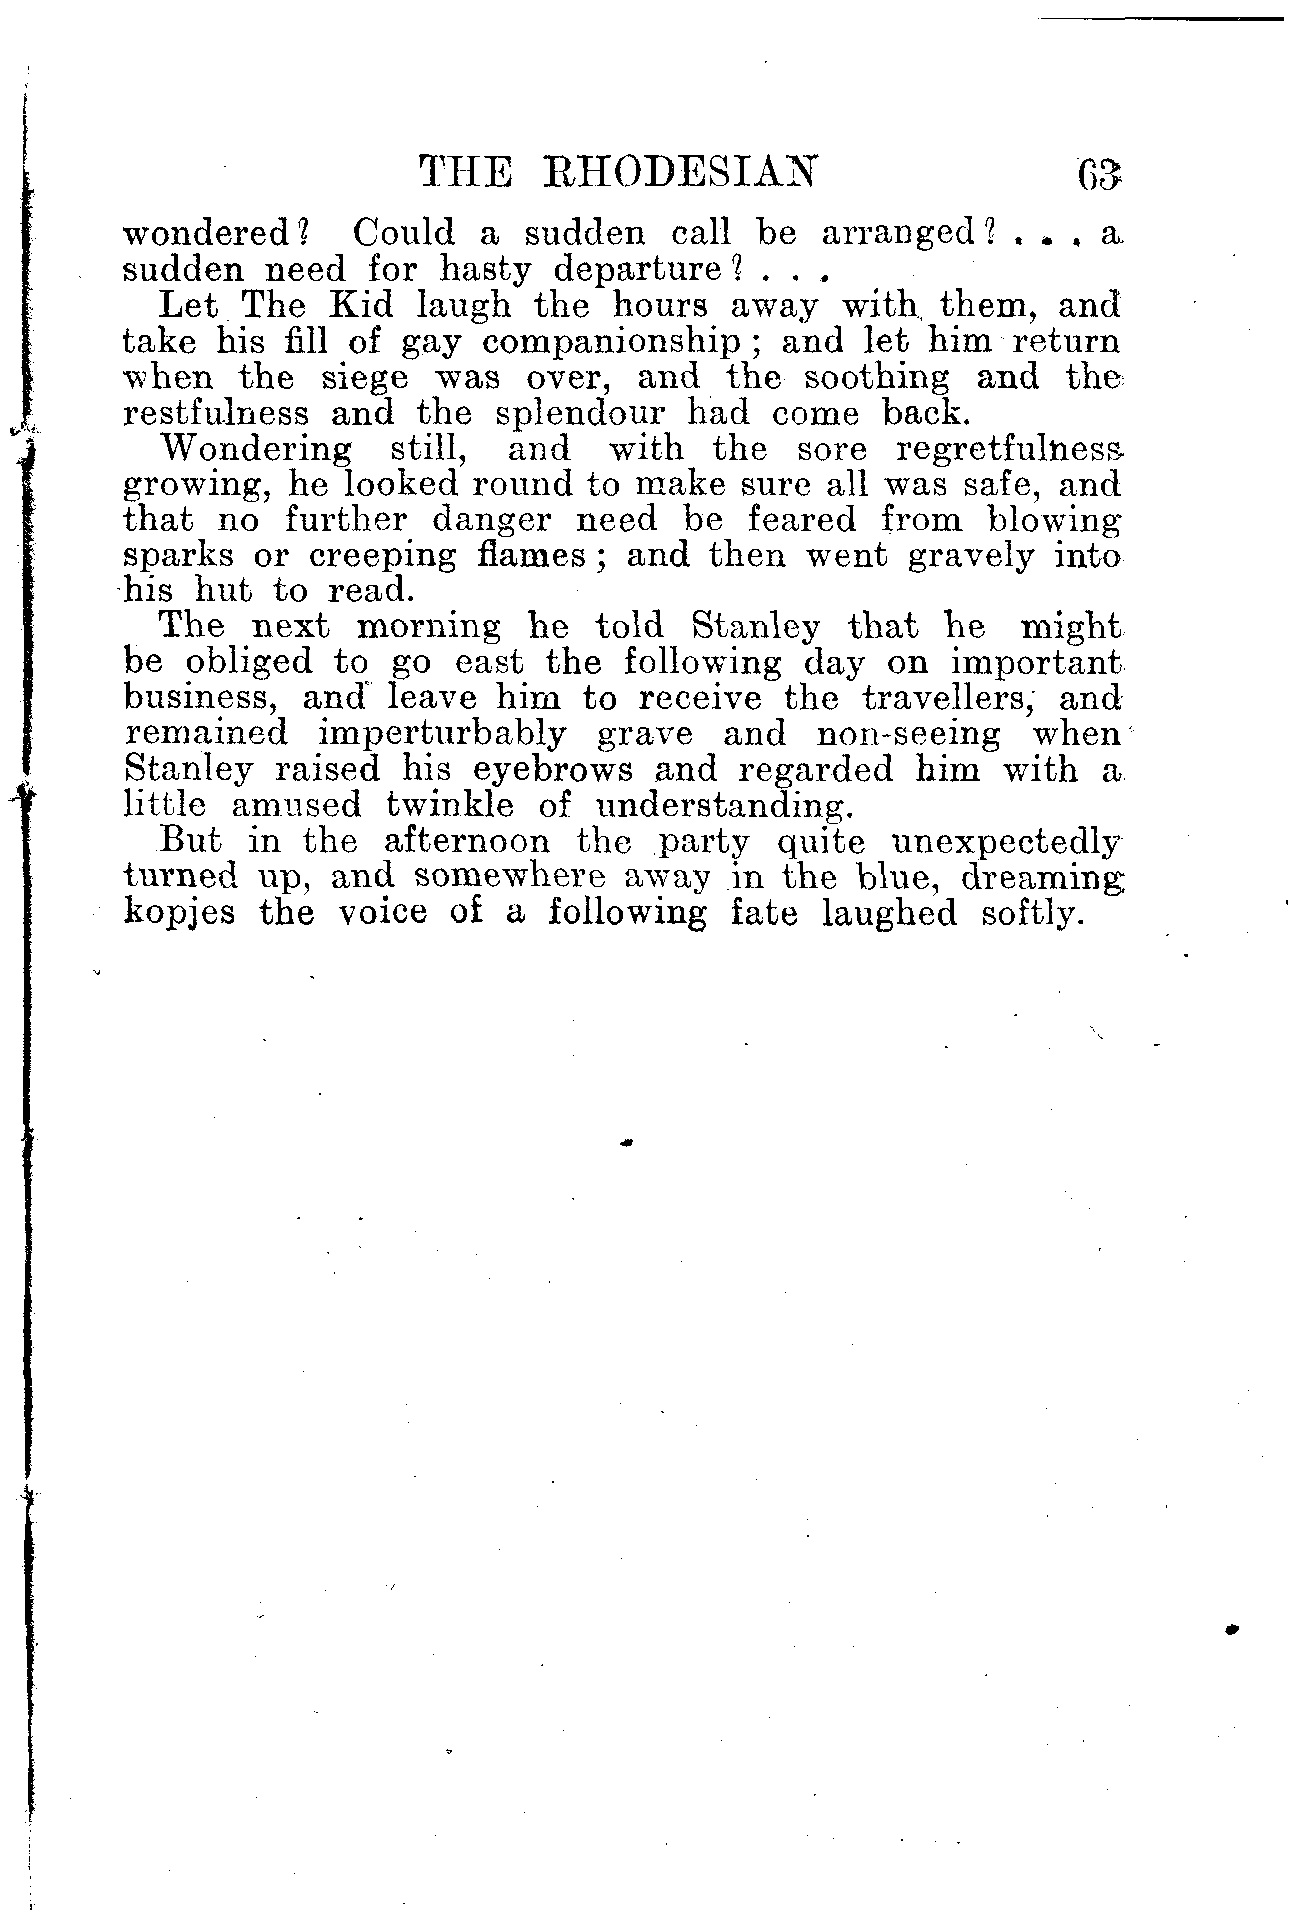 THE RHODESIAN 63
wondered? Could a sudden call be arranged? . . . a
sudden need for hasty departure? . . .
Let The Kid laugh the hours away with them, and
take his fill of gay companionship; and let him return
when the siege was over, and the soothing and the
restfulness and the splendour had come back.
Wondering still, and with the sore regretfulness
growing, he looked round to make sure all was safe, and
that no further danger need be feared from blowing
sparks or creeping flames; and then went gravely into
his hut to read.
The next morning he told Stanley that he might
be obliged to go east the following day on important
business, and leave him to receive the travellers, and
remained imperturbably grave and non-seeing when
Stanley raised his eyebrows and regarded him with a
little amused twinkle of understanding.
But in the afternoon the party quite unexpectedly
turned up, and somewhere away in the blue, dreaming
kopjes the voice of a following fate laughed softly.